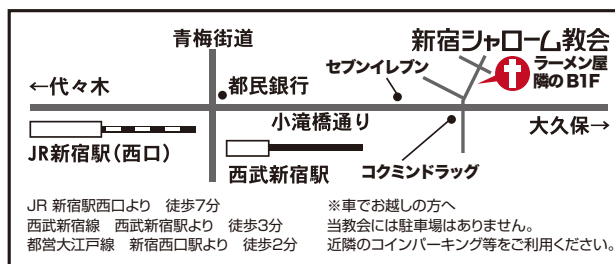 青梅街道
新宿シャローム教会
ラーメン屋
隣のB1F
セブンイレブン
←代々木
都民銀行
小滝橋通り
大久保→
JR新宿駅(西口)
西武新宿駅
コクミンドラッグ
JR 新宿駅西口より 徒歩7分
西武新宿線 西武新宿駅より 徒歩3分
都営大江戸線 新宿西口駅より 徒歩2分
※車でお越しの方へ
当教会には駐車場はありません。
近隣のコインパーキング等をご利用ください。